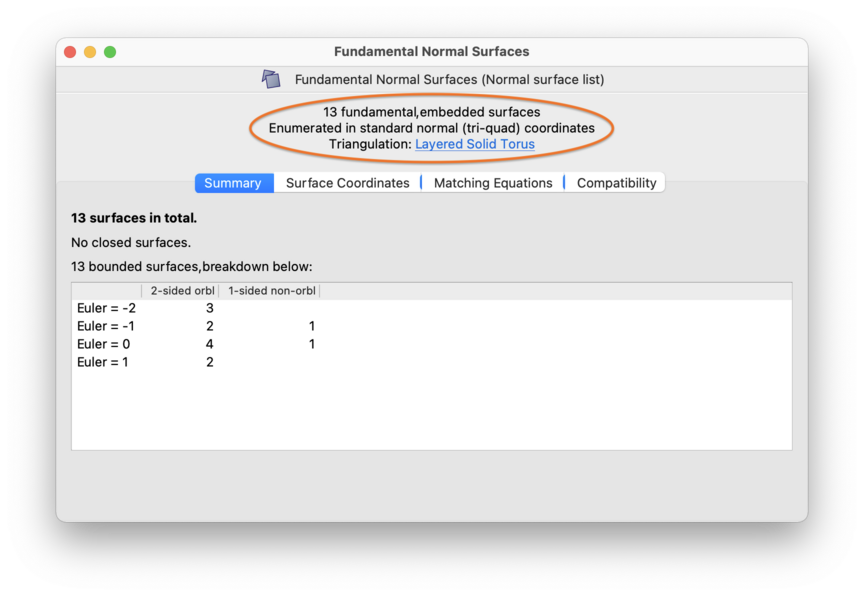 Fundamental Normal Surfaces
Fundamental Normal Surfaces (Normal surface list)
13 fundamental,embedded surfaces
Enumerated in standard normal (tri-quad) coordinates
Triangulation: Layered Solid Torus
Summary Surface Coordinates Matching Equations Compatibility
13 surfaces in total.
No closed surfaces.
13 bounded surfaces,breakdown below:
2-sided orbl 1-sided non-orbl
Euler = -2 3
Euler = -1 2 1
Euler = 0 4 1
Euler = 1 2